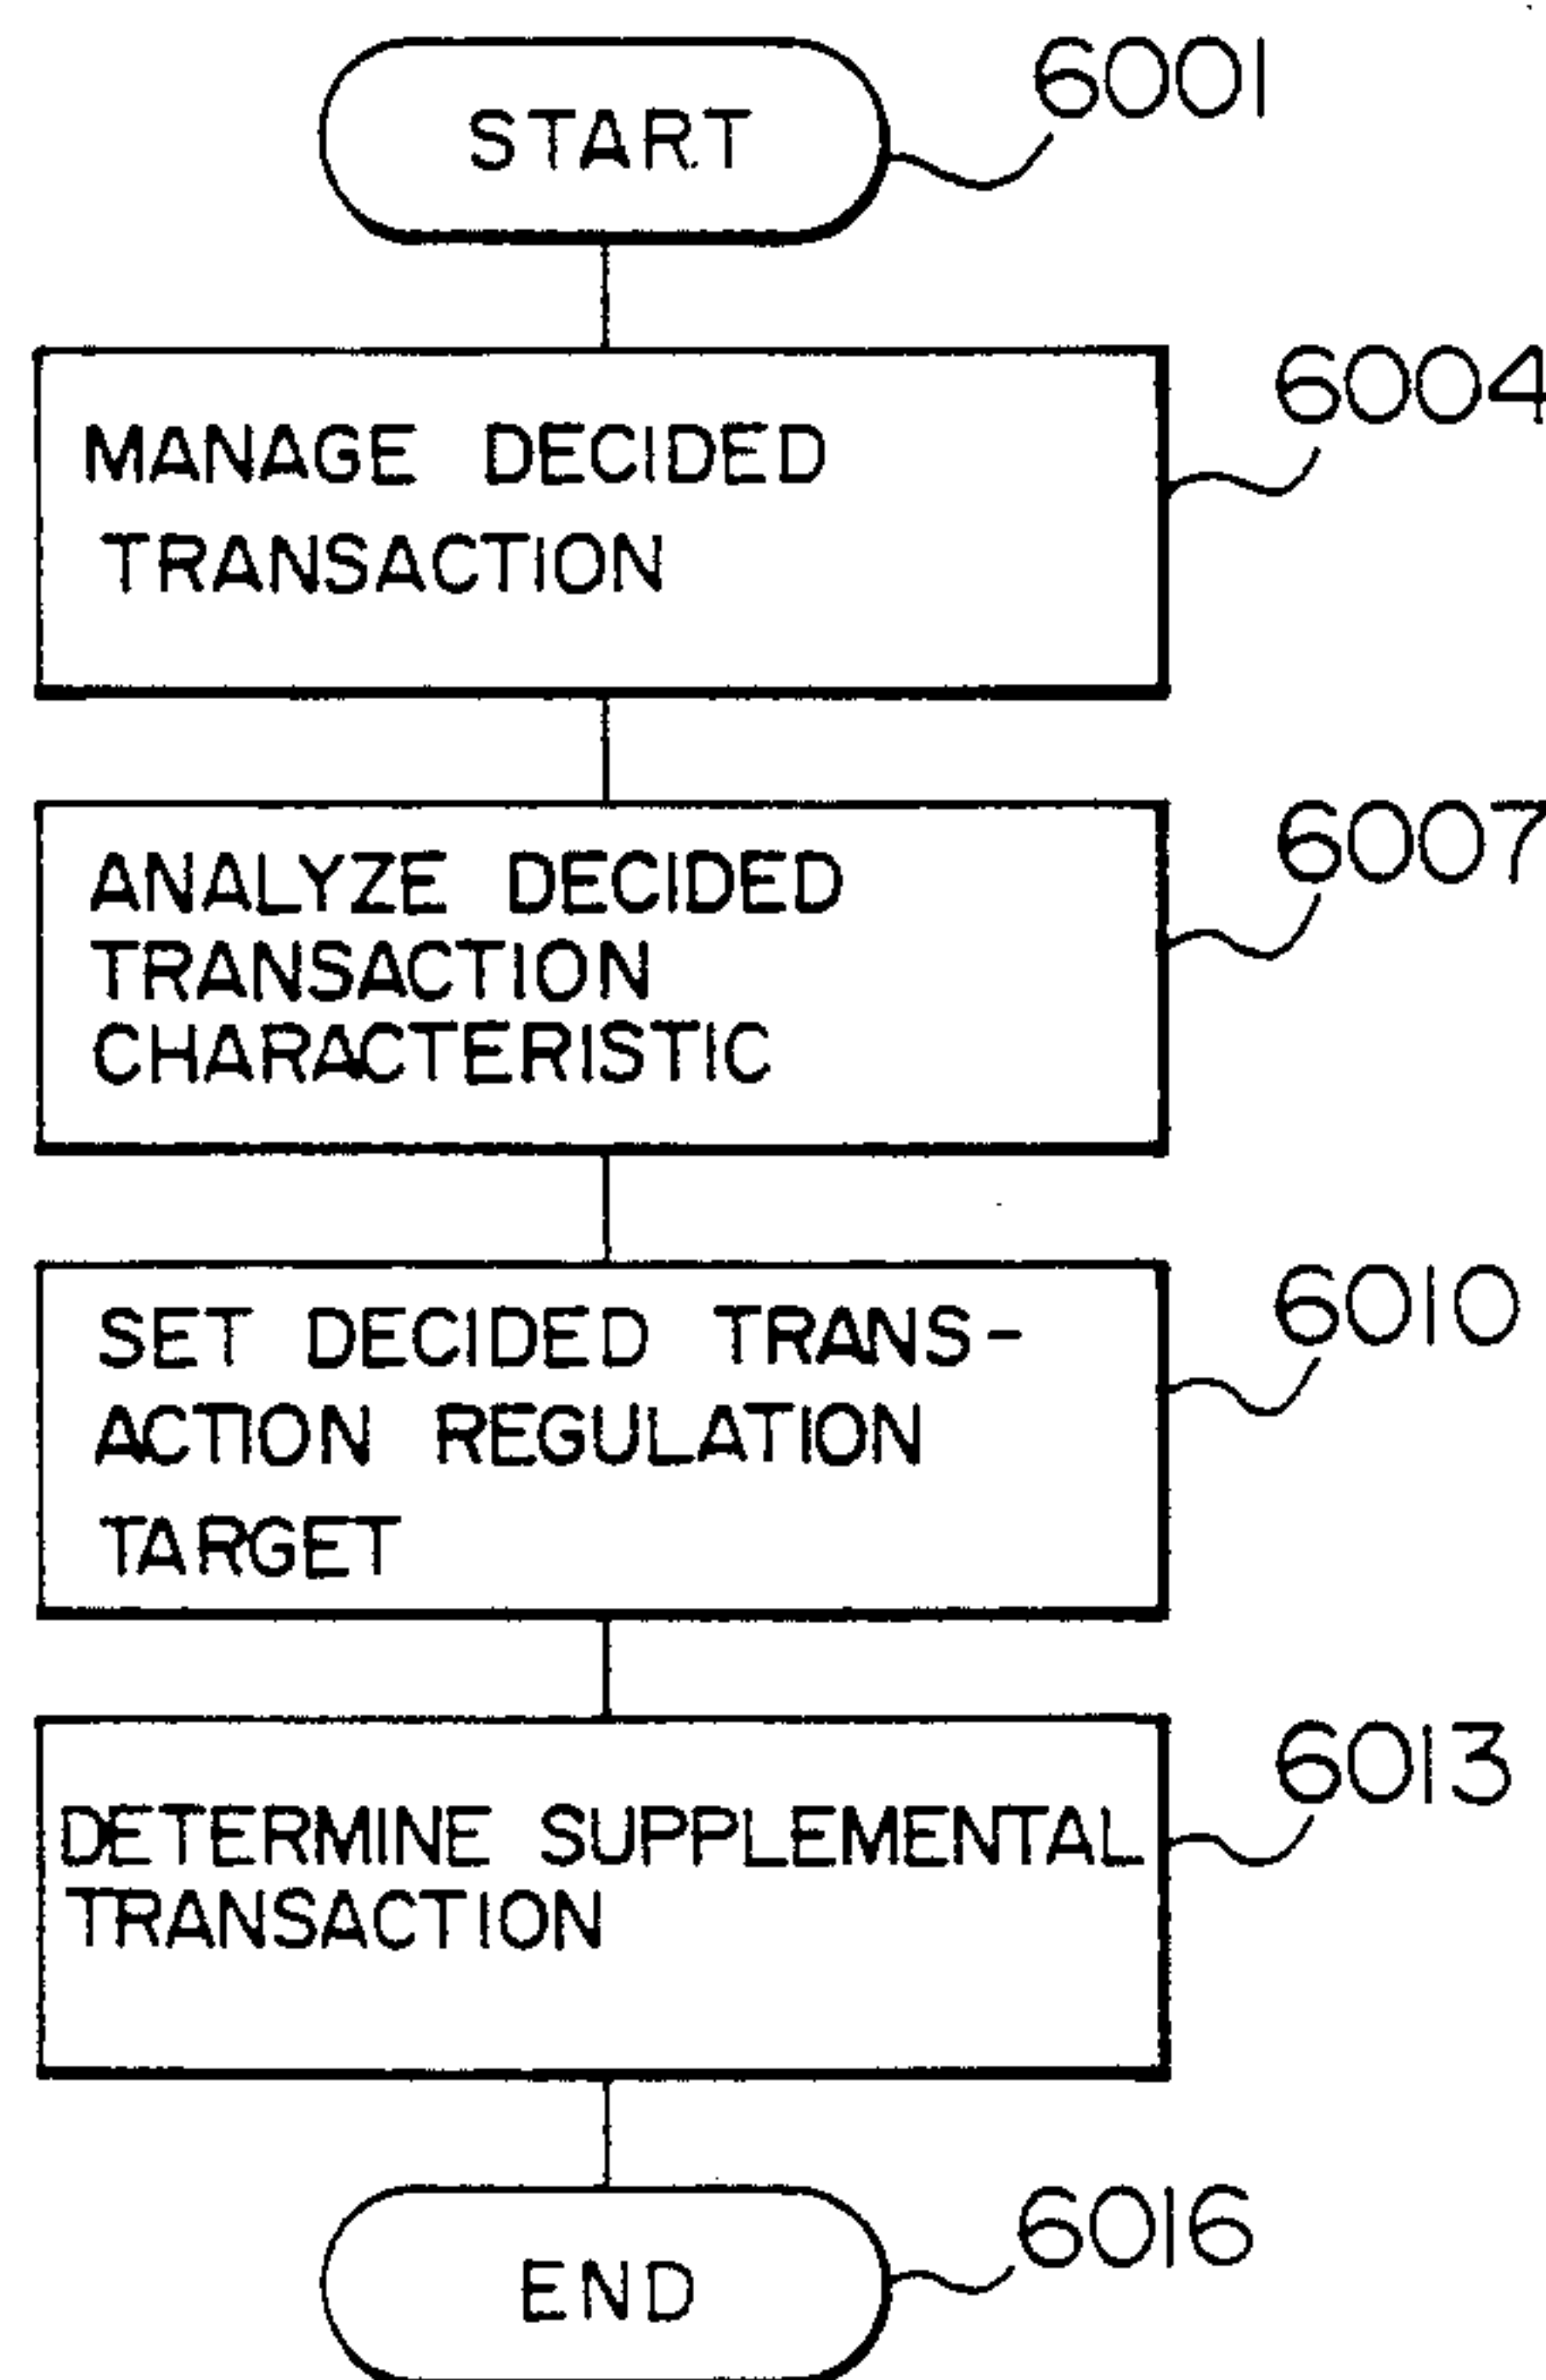 START
6001
MANAGE DECIDED
TRANSACTION
6004
ANALYZE DECIDED
TRANSACTION
CHARACTERISTIC
6007
SET DECIDED TRANS-
ACTION REGULATION
TARGET
6010
DETERMINE SUPPLEMENTAL
TRANSACTION
6013
END
6016